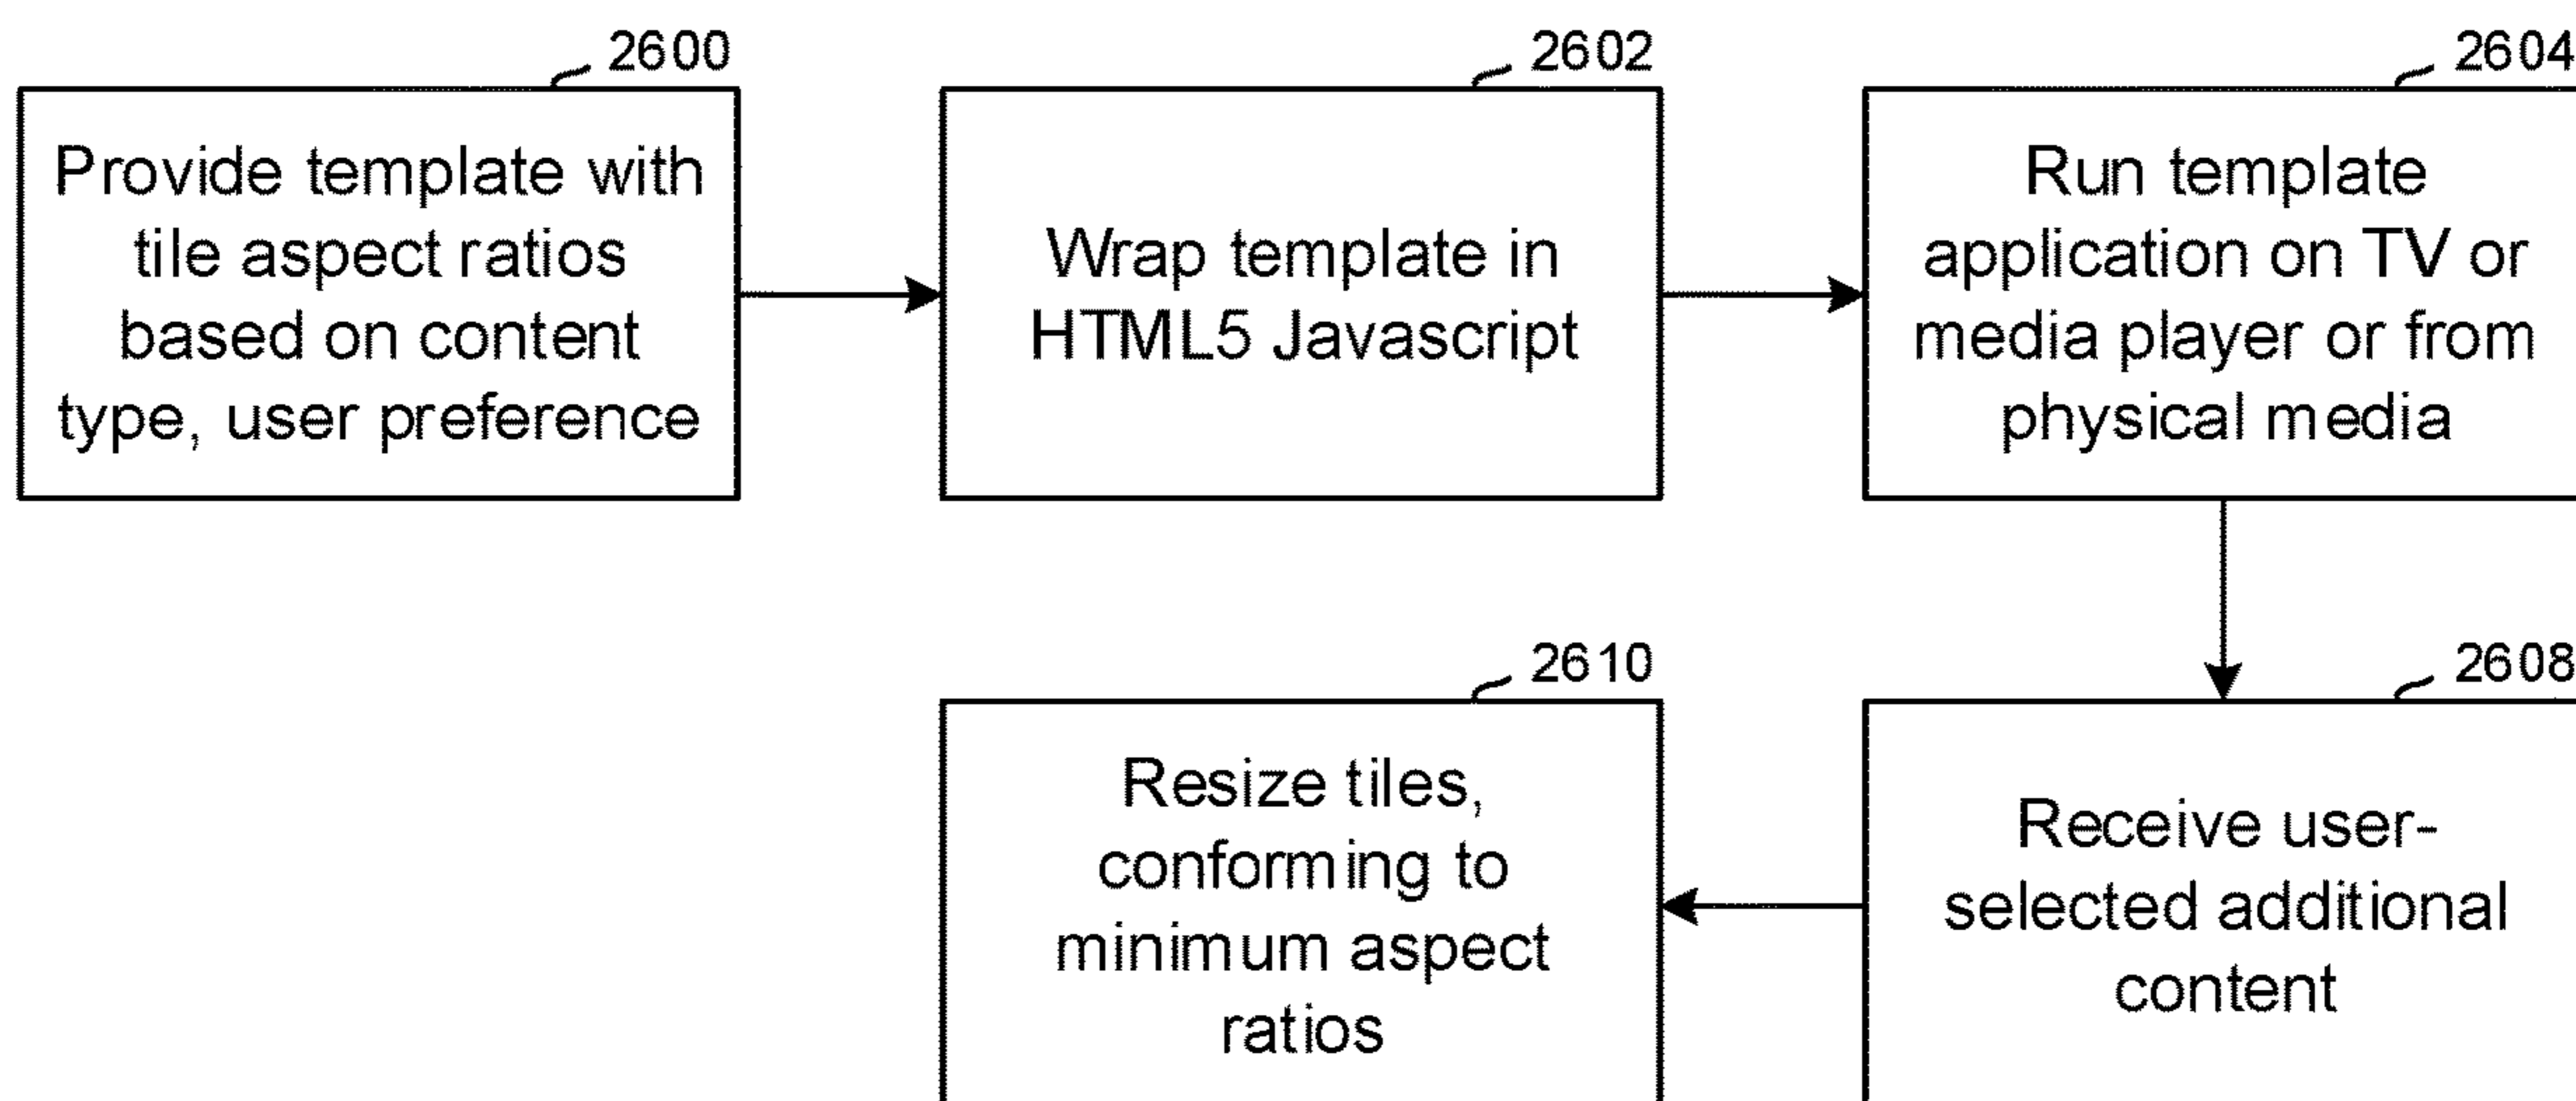 2600
Provide template with
tile aspect ratios
based on content
type, user preference
2602
Wrap template in
HTML5 Javascript
2604
Run template
application on TV or
media player or from
physical media
2608
Receive user-
selected additional
content
2610
Resize tiles,
conforming to
minimum aspect
ratios